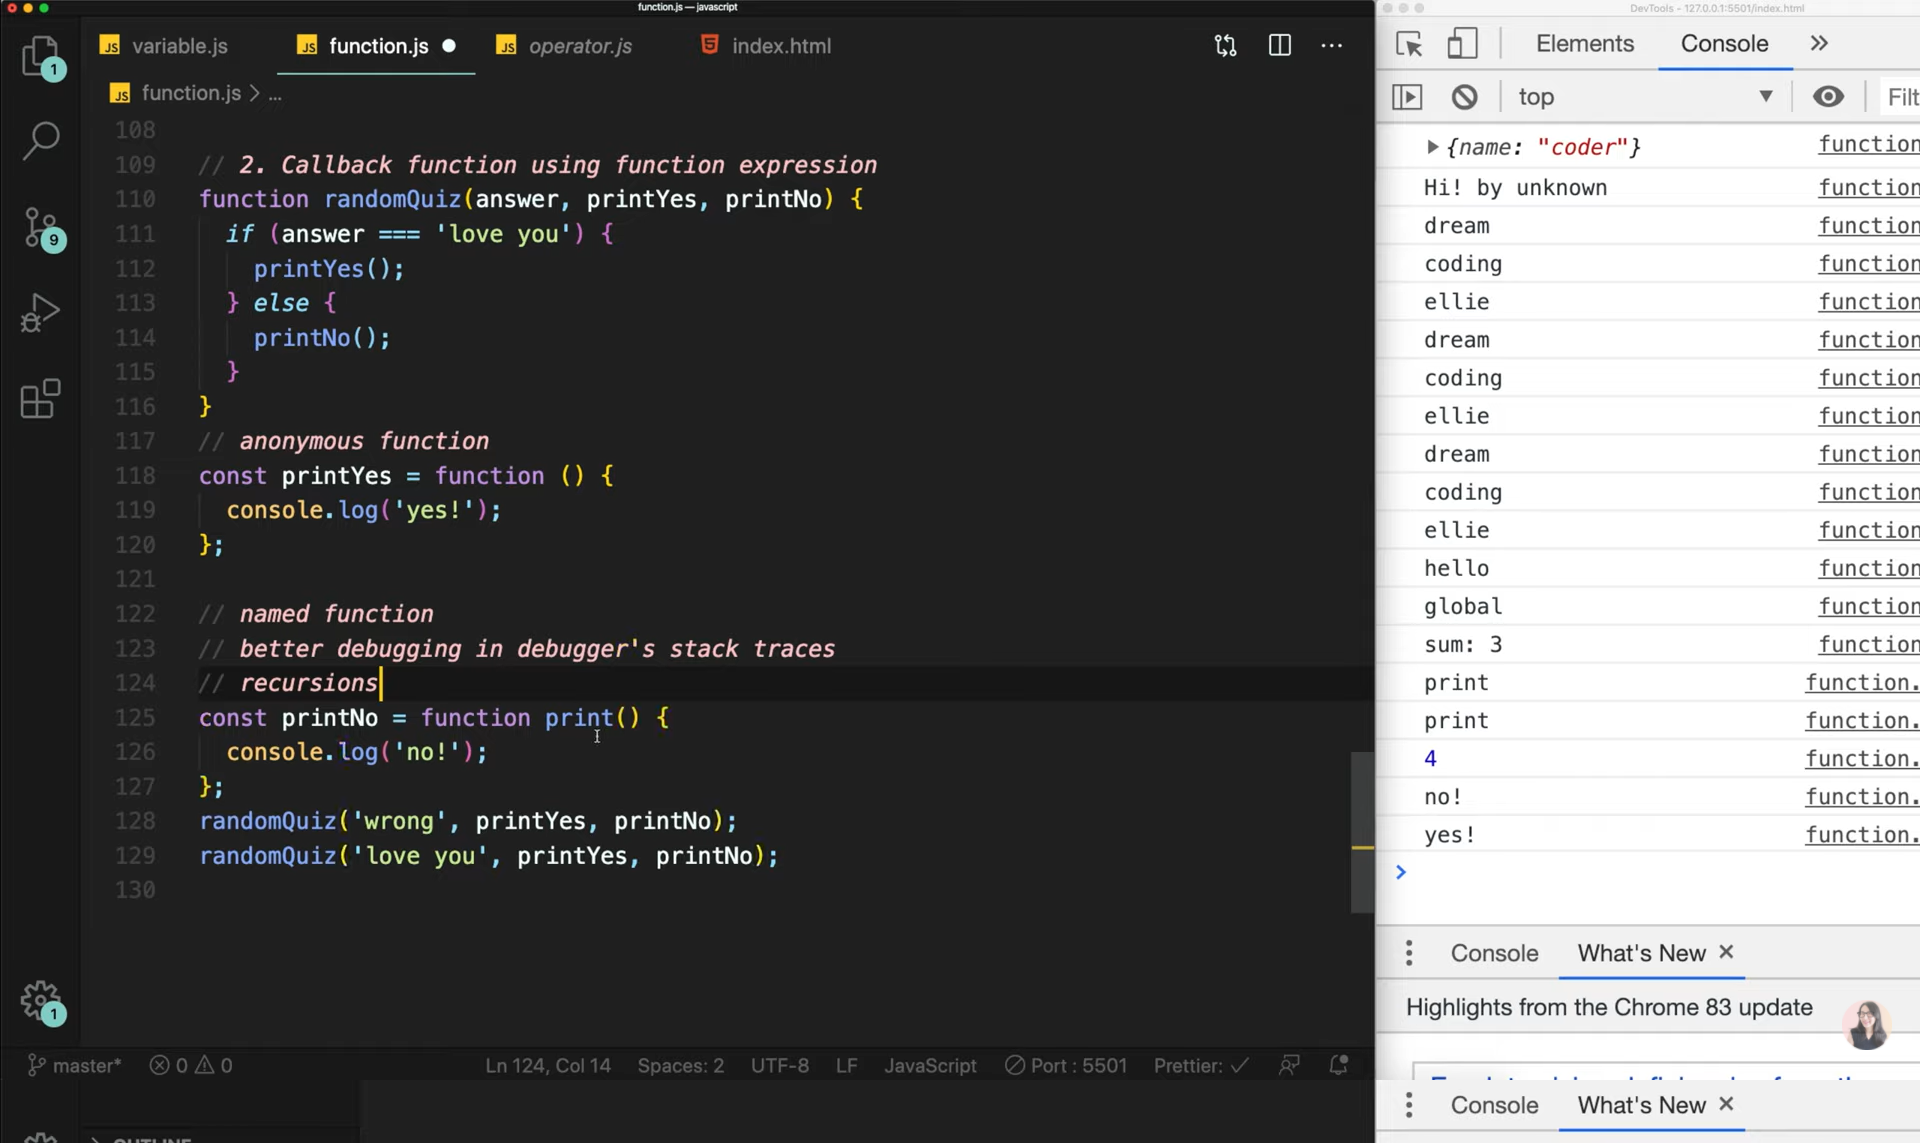 function.js — javascript
DevTools - 127.0.0.1:5501/index.html
JS variable.js
JS function.js
JS operator.js
index.html
JS function.js > ...
108
109 // 2. Callback function using function expression
110 function randomQuiz(answer, printYes, printNo) {
111 if (answer === 'love you') {
112 printYes();
113 } else {
114 printNo();
115 }
116 }
117 // anonymous function
118 const printYes = function () {
119 console.log('yes!');
120 };
121
122 // named function
123 // better debugging in debugger's stack traces
124 // recursions
125 const printNo = function print() {
126 console.log('no!');
127 };
128 randomQuiz('wrong', printYes, printNo);
129 randomQuiz('love you', printYes, printNo);
130
1
9
1
master* 0 0 Ln 124, Col 14 Spaces: 2 UTF-8 LF JavaScript Port : 5501 Prettier: ✓
OUTLINE
Elements Console »
top Filt
{name: "coder"} function
Hi! by unknown function
dream function
coding function
ellie function
dream function
coding function
ellie function
dream function
coding function
ellie function
hello function
global function
sum: 3 function
print function.
print function.
4 function.
no! function.
yes! function.
>
Console What's New ×
Highlights from the Chrome 83 update
Console What's New ×